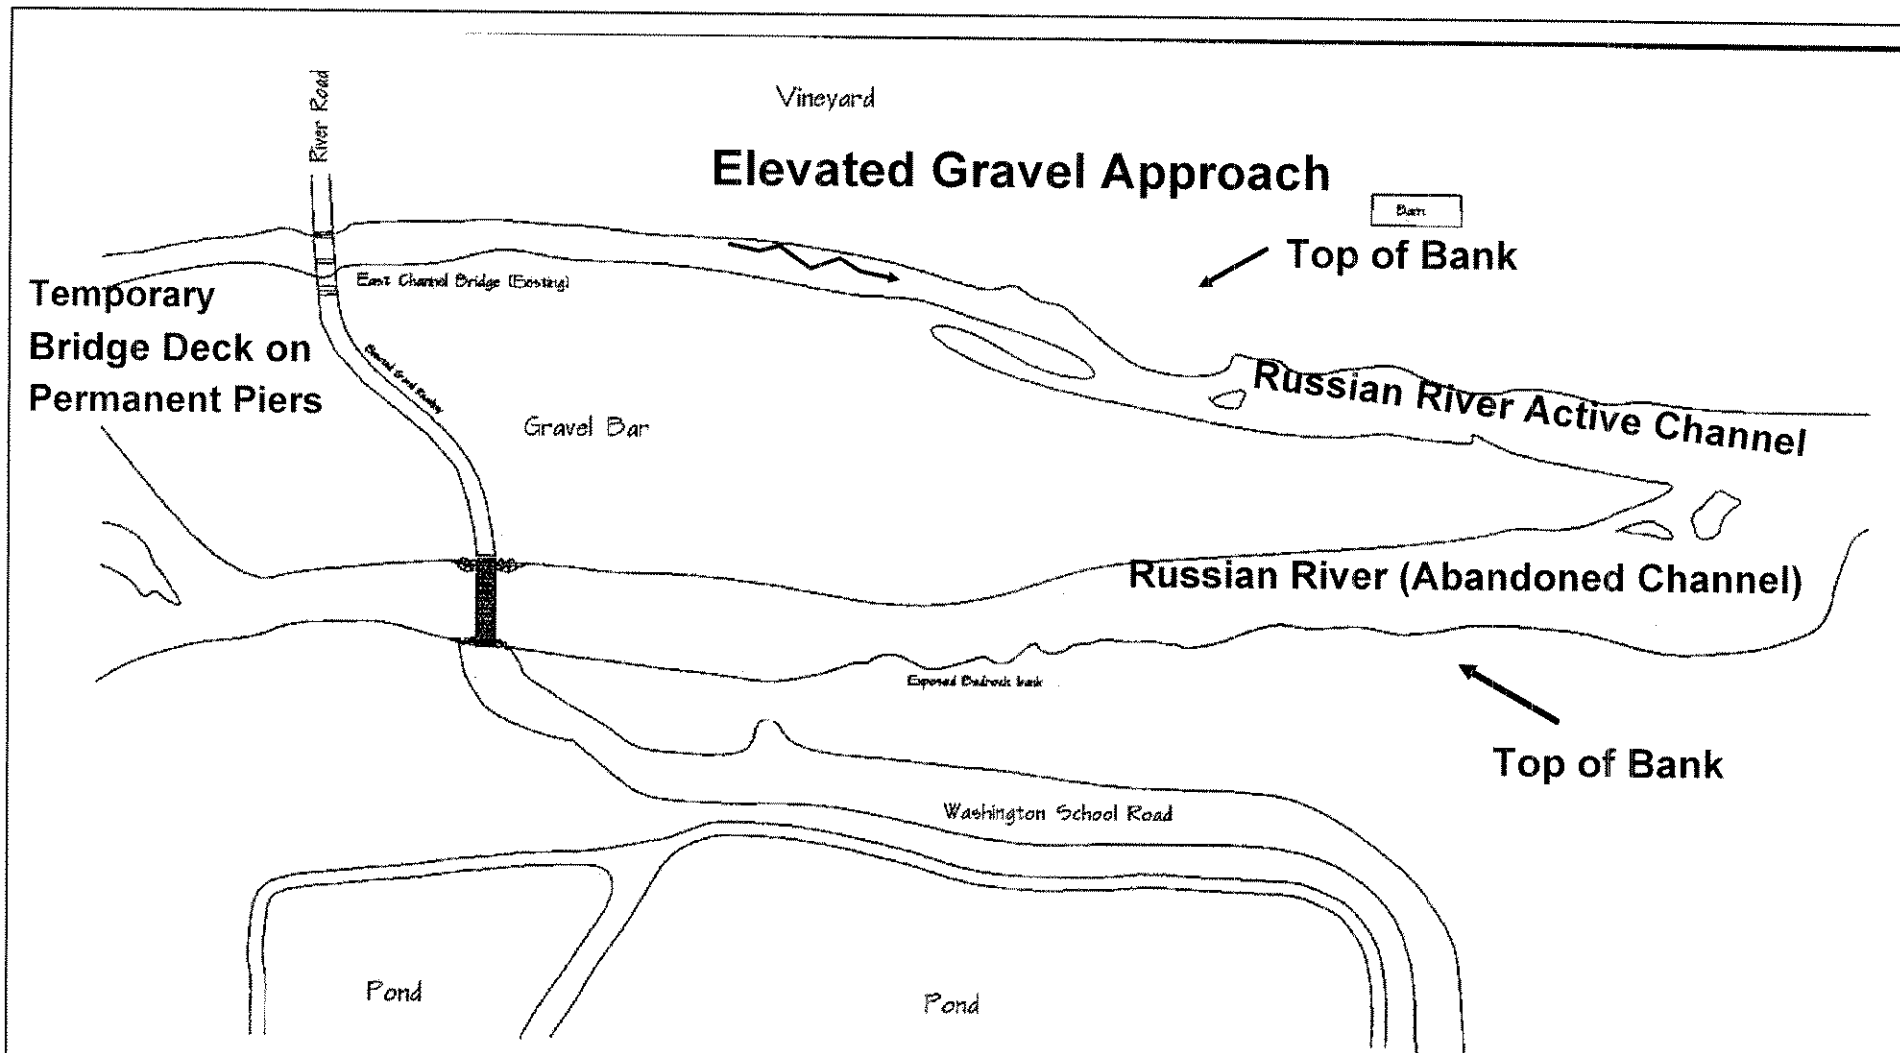 River Road
Vineyard
Elevated Gravel Approach
Barn
Top of Bank
East Channel Bridge (Existing)
Temporary
Bridge Deck on
Permanent Piers
Elevated Gravel
Gravel Bar
Russian River Active Channel
Russian River (Abandoned Channel)
Exposed Bedrock bank
Top of Bank
Washington School Road
Pond
Pond